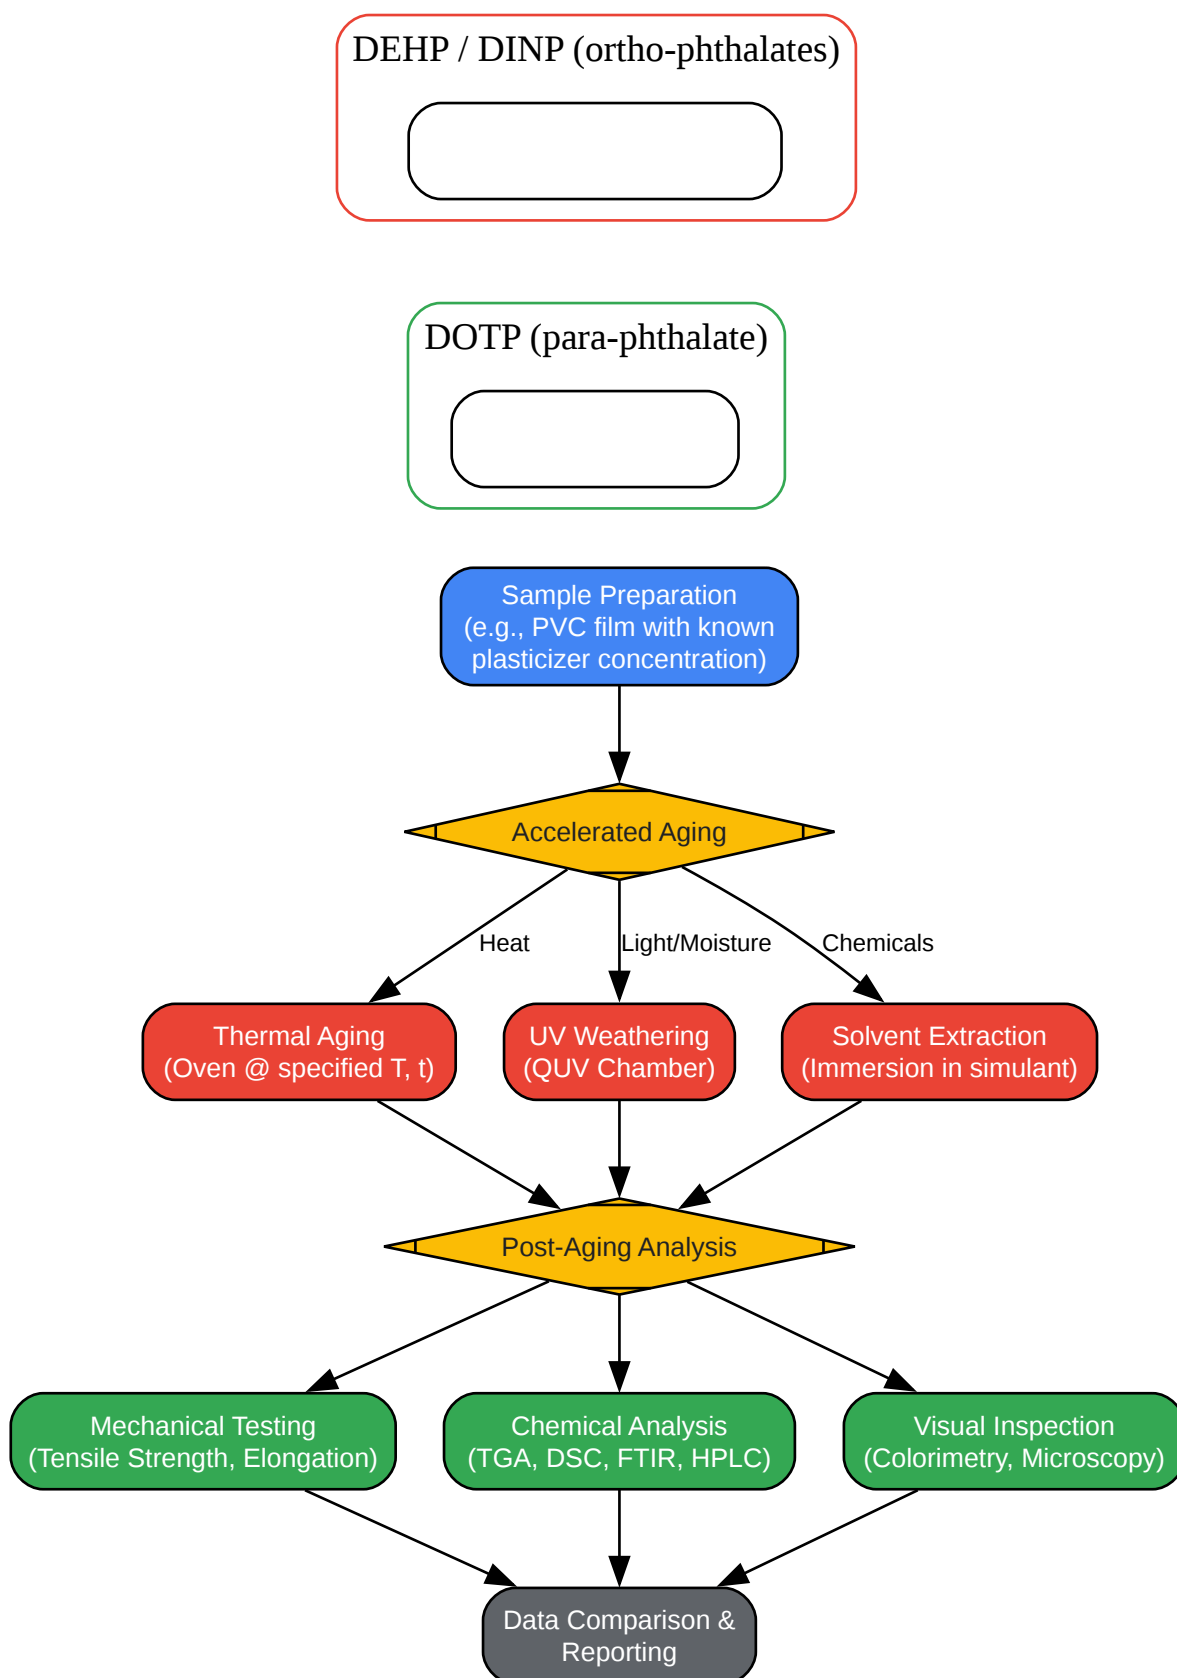 DEHP / DINP (ortho-phthalates)
DOTP (para-phthalate)
Sample Preparation
(e.g., PVC film with known
plasticizer concentration)
Accelerated Aging
Heat
Light/Moisture
Chemicals
Thermal Aging
(Oven @ specified T, t)
UV Weathering
(QUV Chamber)
Solvent Extraction
(Immersion in simulant)
Post-Aging Analysis
Mechanical Testing
(Tensile Strength, Elongation)
Chemical Analysis
(TGA, DSC, FTIR, HPLC)
Visual Inspection
(Colorimetry, Microscopy)
Data Comparison &
Reporting